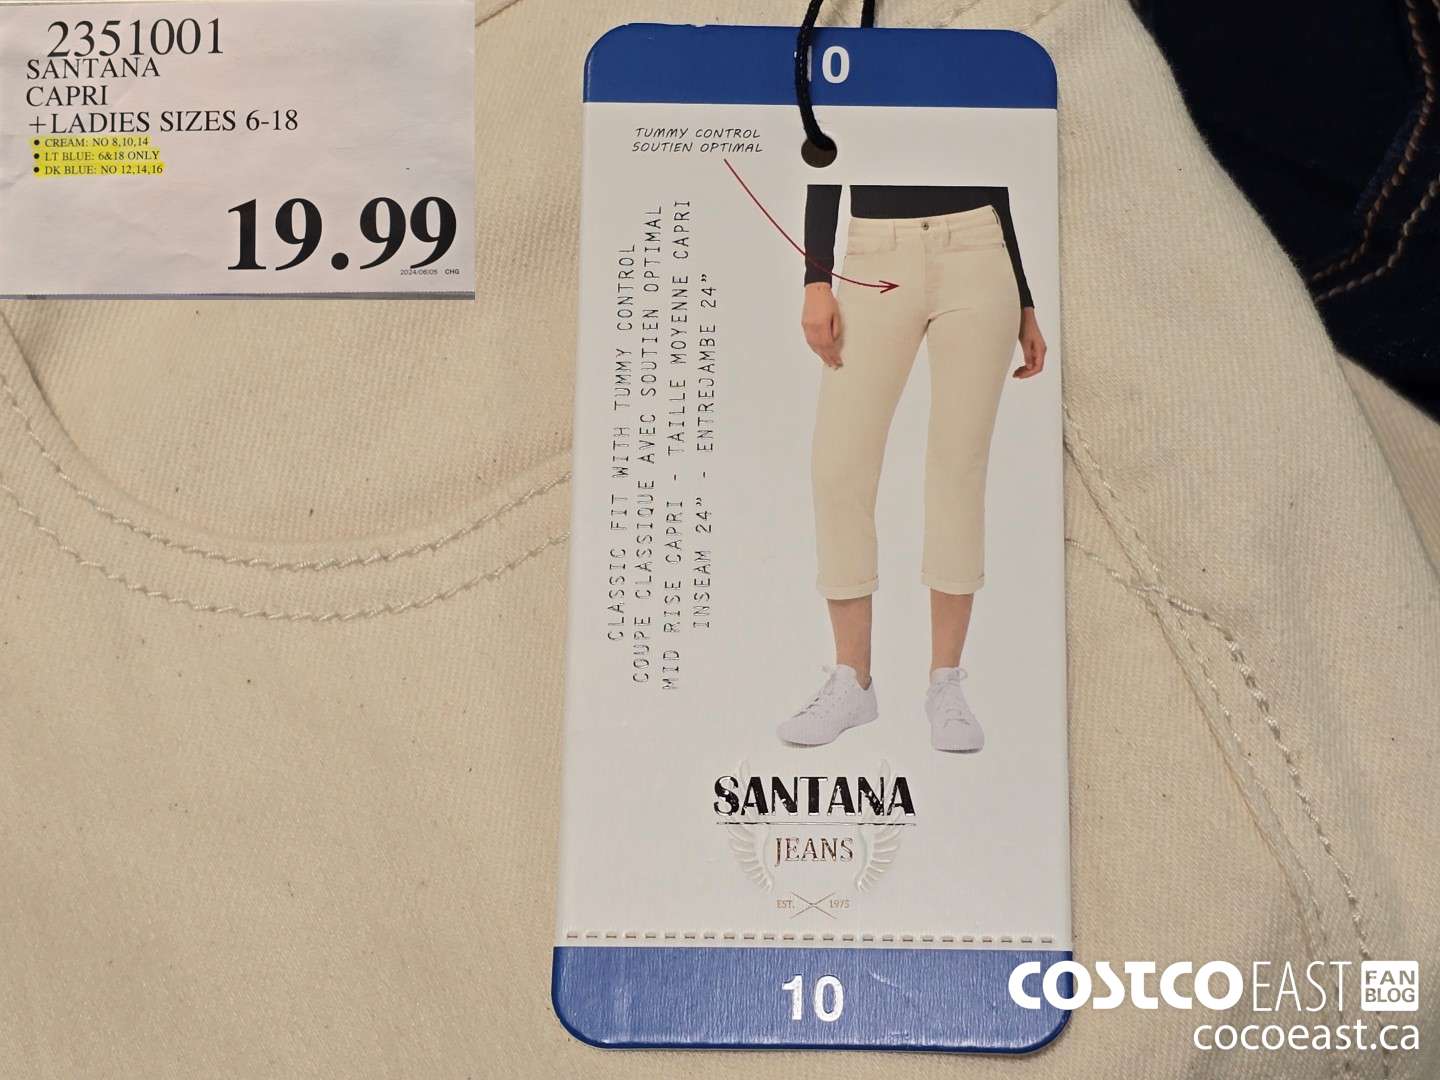 2351001
SANTANA
CAPRI
+LADIES SIZES 6-18
• CREAM: NO 8,10,14
• LT BLUE: 6&18 ONLY
• DK BLUE: NO 12,14,16
19.99
2024/06/05 CHG
10
TUMMY CONTROL
SOUTIEN OPTIMAL
CLASSIC FIT WITH TUMMY CONTROL
COUPE CLASSIQUE AVEC SOUTIEN OPTIMAL
MID RISE CAPRI - TAILLE MOYENNE CAPRI
INSEAM 24” - ENTREJAMBE 24”
SANTANA
JEANS
EST. 1975
10
COSTCO EAST FAN BLOG
cocoeast.ca